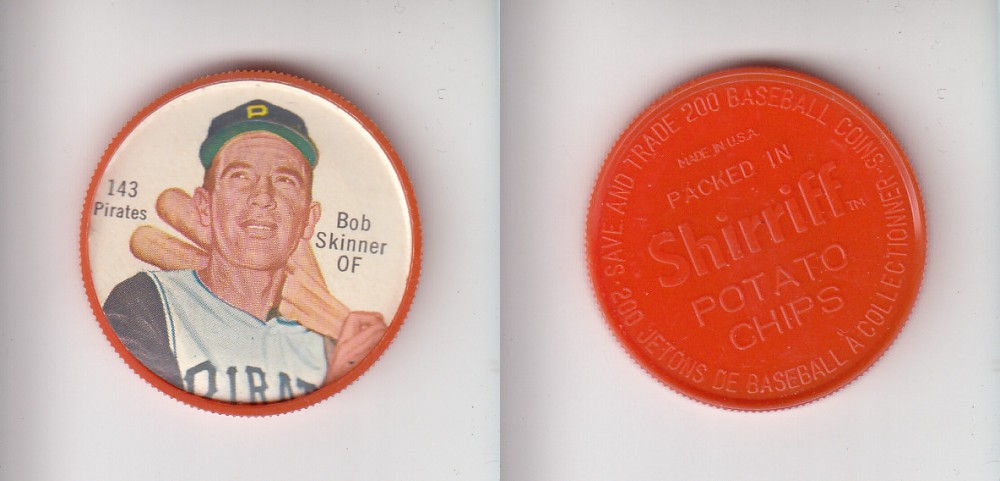 P
143
Pirates
Bob
Skinner
OF
PIRAT
SAVE AND TRADE 200 BASEBALL COINS
MADE IN U.S.A.
PACKED IN
Shirriff TM
POTATO
CHIPS
200 JETONS DE BASEBALL À COLLECTIONNER